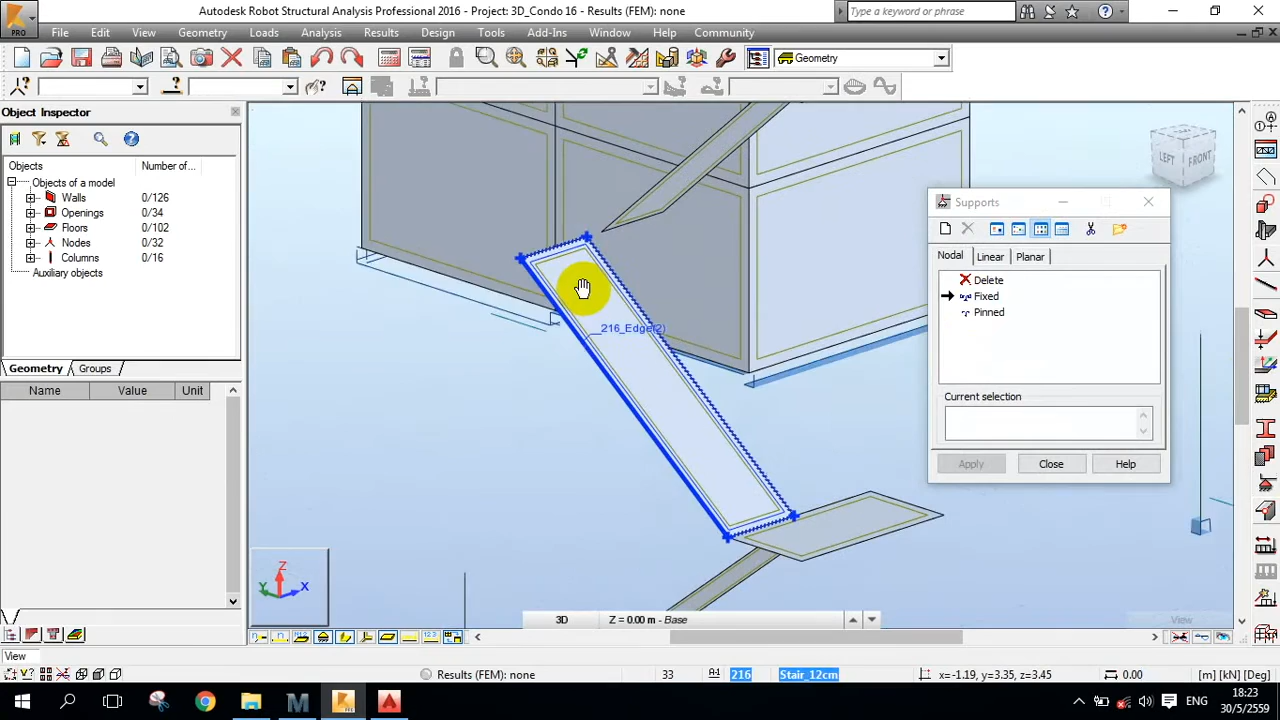 Autodesk Robot Structural Analysis Professional 2016 - Project: 3D_Condo 16 - Results (FEM): none
Type a keyword or phrase
PRO
File Edit View Geometry Loads Analysis Results Design Tools Add-Ins Window Help Community
Geometry
Object Inspector
Objects Number of...
Objects of a model
Walls 0/126
Openings 0/34
Floors 0/102
Nodes 0/32
Columns 0/16
Auxiliary objects
Geometry Groups
Name Value Unit
LEFT FRONT
Supports
Nodal Linear Planar
Delete
Fixed
Pinned
Current selection
Apply Close Help
__216_Edge(2)
Z
Y X
3D Z = 0.00 m - Base
View
View
Results (FEM): none 33 216 Stair_12cm x=-1.19, y=3.35, z=3.45 0.00 [m] [kN] [Deg]
ENG
18:23
30/5/2559